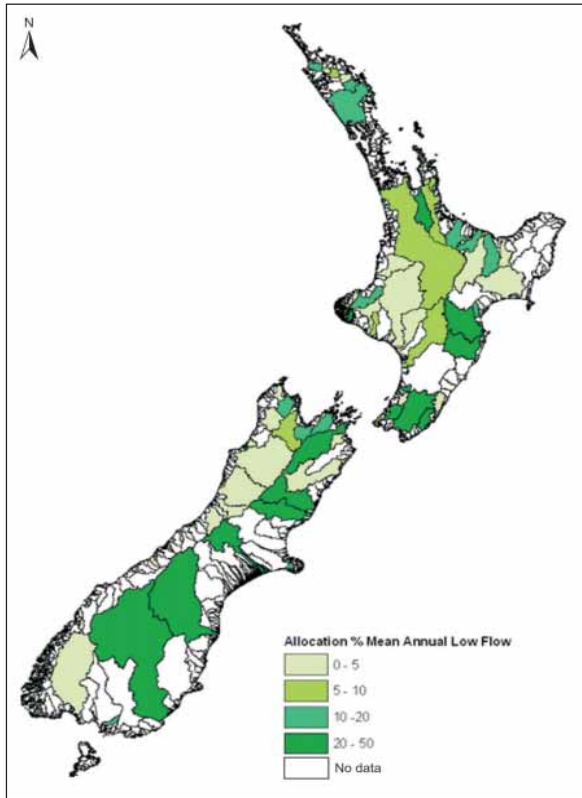 N
Allocation % Mean Annual Low Flow
0 - 5
5 - 10
10 -20
20 - 50
No data